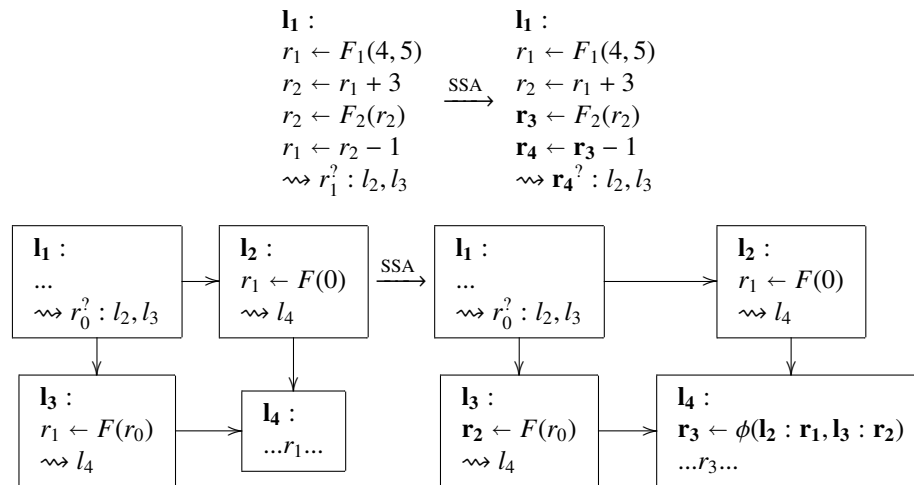 l₁ :
r₁ ← F₁(4, 5)
r₂ ← r₁ + 3
r₂ ← F₂(r₂)
r₁ ← r₂ − 1
⇝ r₁? : l₂, l₃
SSA
l₁ :
r₁ ← F₁(4, 5)
r₂ ← r₁ + 3
r₃ ← F₂(r₂)
r₄ ← r₃ − 1
⇝ r₄? : l₂, l₃
l₁ :
...
⇝ r₀? : l₂, l₃
l₂ :
r₁ ← F(0)
⇝ l₄
l₃ :
r₁ ← F(r₀)
⇝ l₄
l₄ :
...r₁...
SSA
l₁ :
...
⇝ r₀? : l₂, l₃
l₂ :
r₁ ← F(0)
⇝ l₄
l₃ :
r₂ ← F(r₀)
⇝ l₄
l₄ :
r₃ ← ϕ(l₂ : r₁, l₃ : r₂)
...r₃...